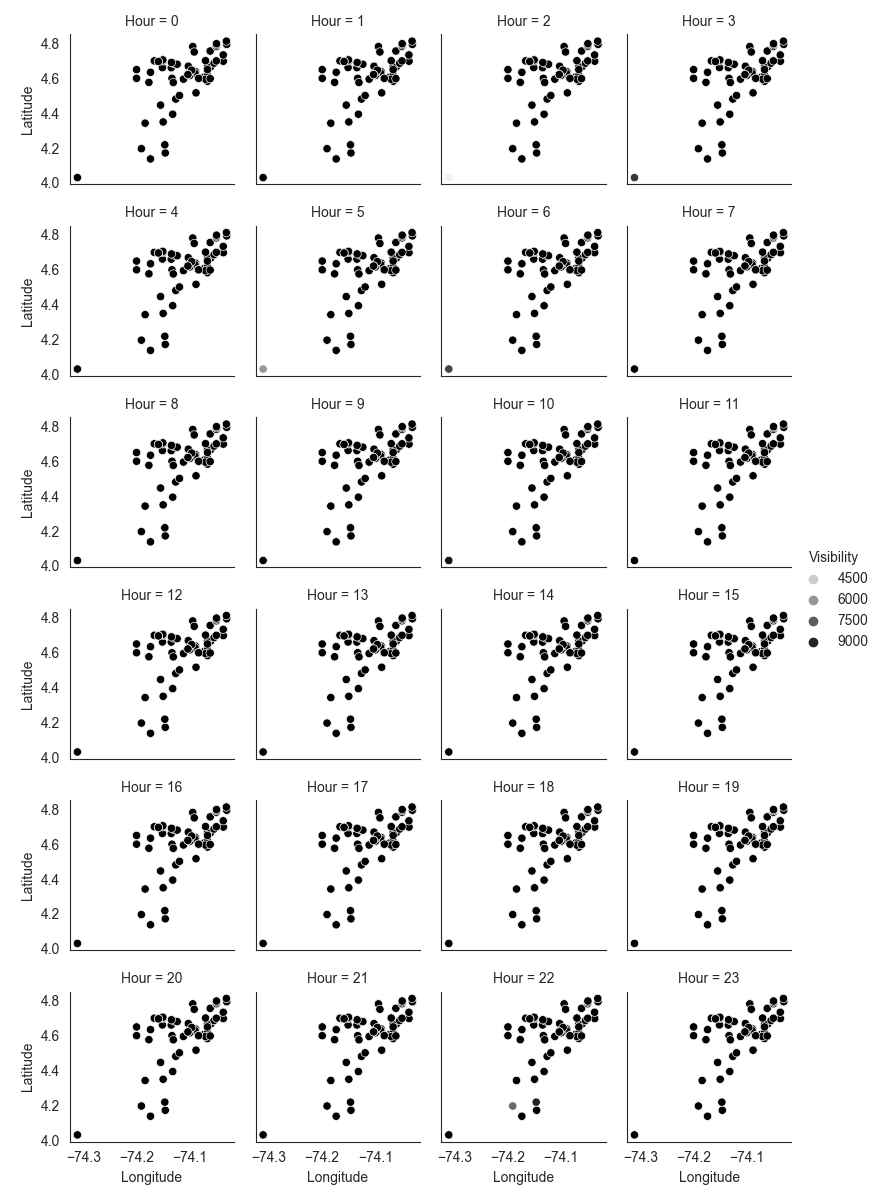 Hour = 0 Hour = 1 Hour = 2 Hour = 3
4.8
4.6
4.4
4.2
4.0
Latitude
Hour = 4 Hour = 5 Hour = 6 Hour = 7
4.8
4.6
4.4
4.2
4.0
Latitude
Hour = 8 Hour = 9 Hour = 10 Hour = 11
4.8
4.6
4.4
4.2
4.0
Latitude
Hour = 12 Hour = 13 Hour = 14 Hour = 15
4.8
4.6
4.4
4.2
4.0
Latitude
Hour = 16 Hour = 17 Hour = 18 Hour = 19
4.8
4.6
4.4
4.2
4.0
Latitude
Hour = 20 Hour = 21 Hour = 22 Hour = 23
4.8
4.6
4.4
4.2
4.0
Latitude
−74.3 −74.2 −74.1 −74.3 −74.2 −74.1 −74.3 −74.2 −74.1 −74.3 −74.2 −74.1
Longitude Longitude Longitude Longitude
Visibility
4500
6000
7500
9000